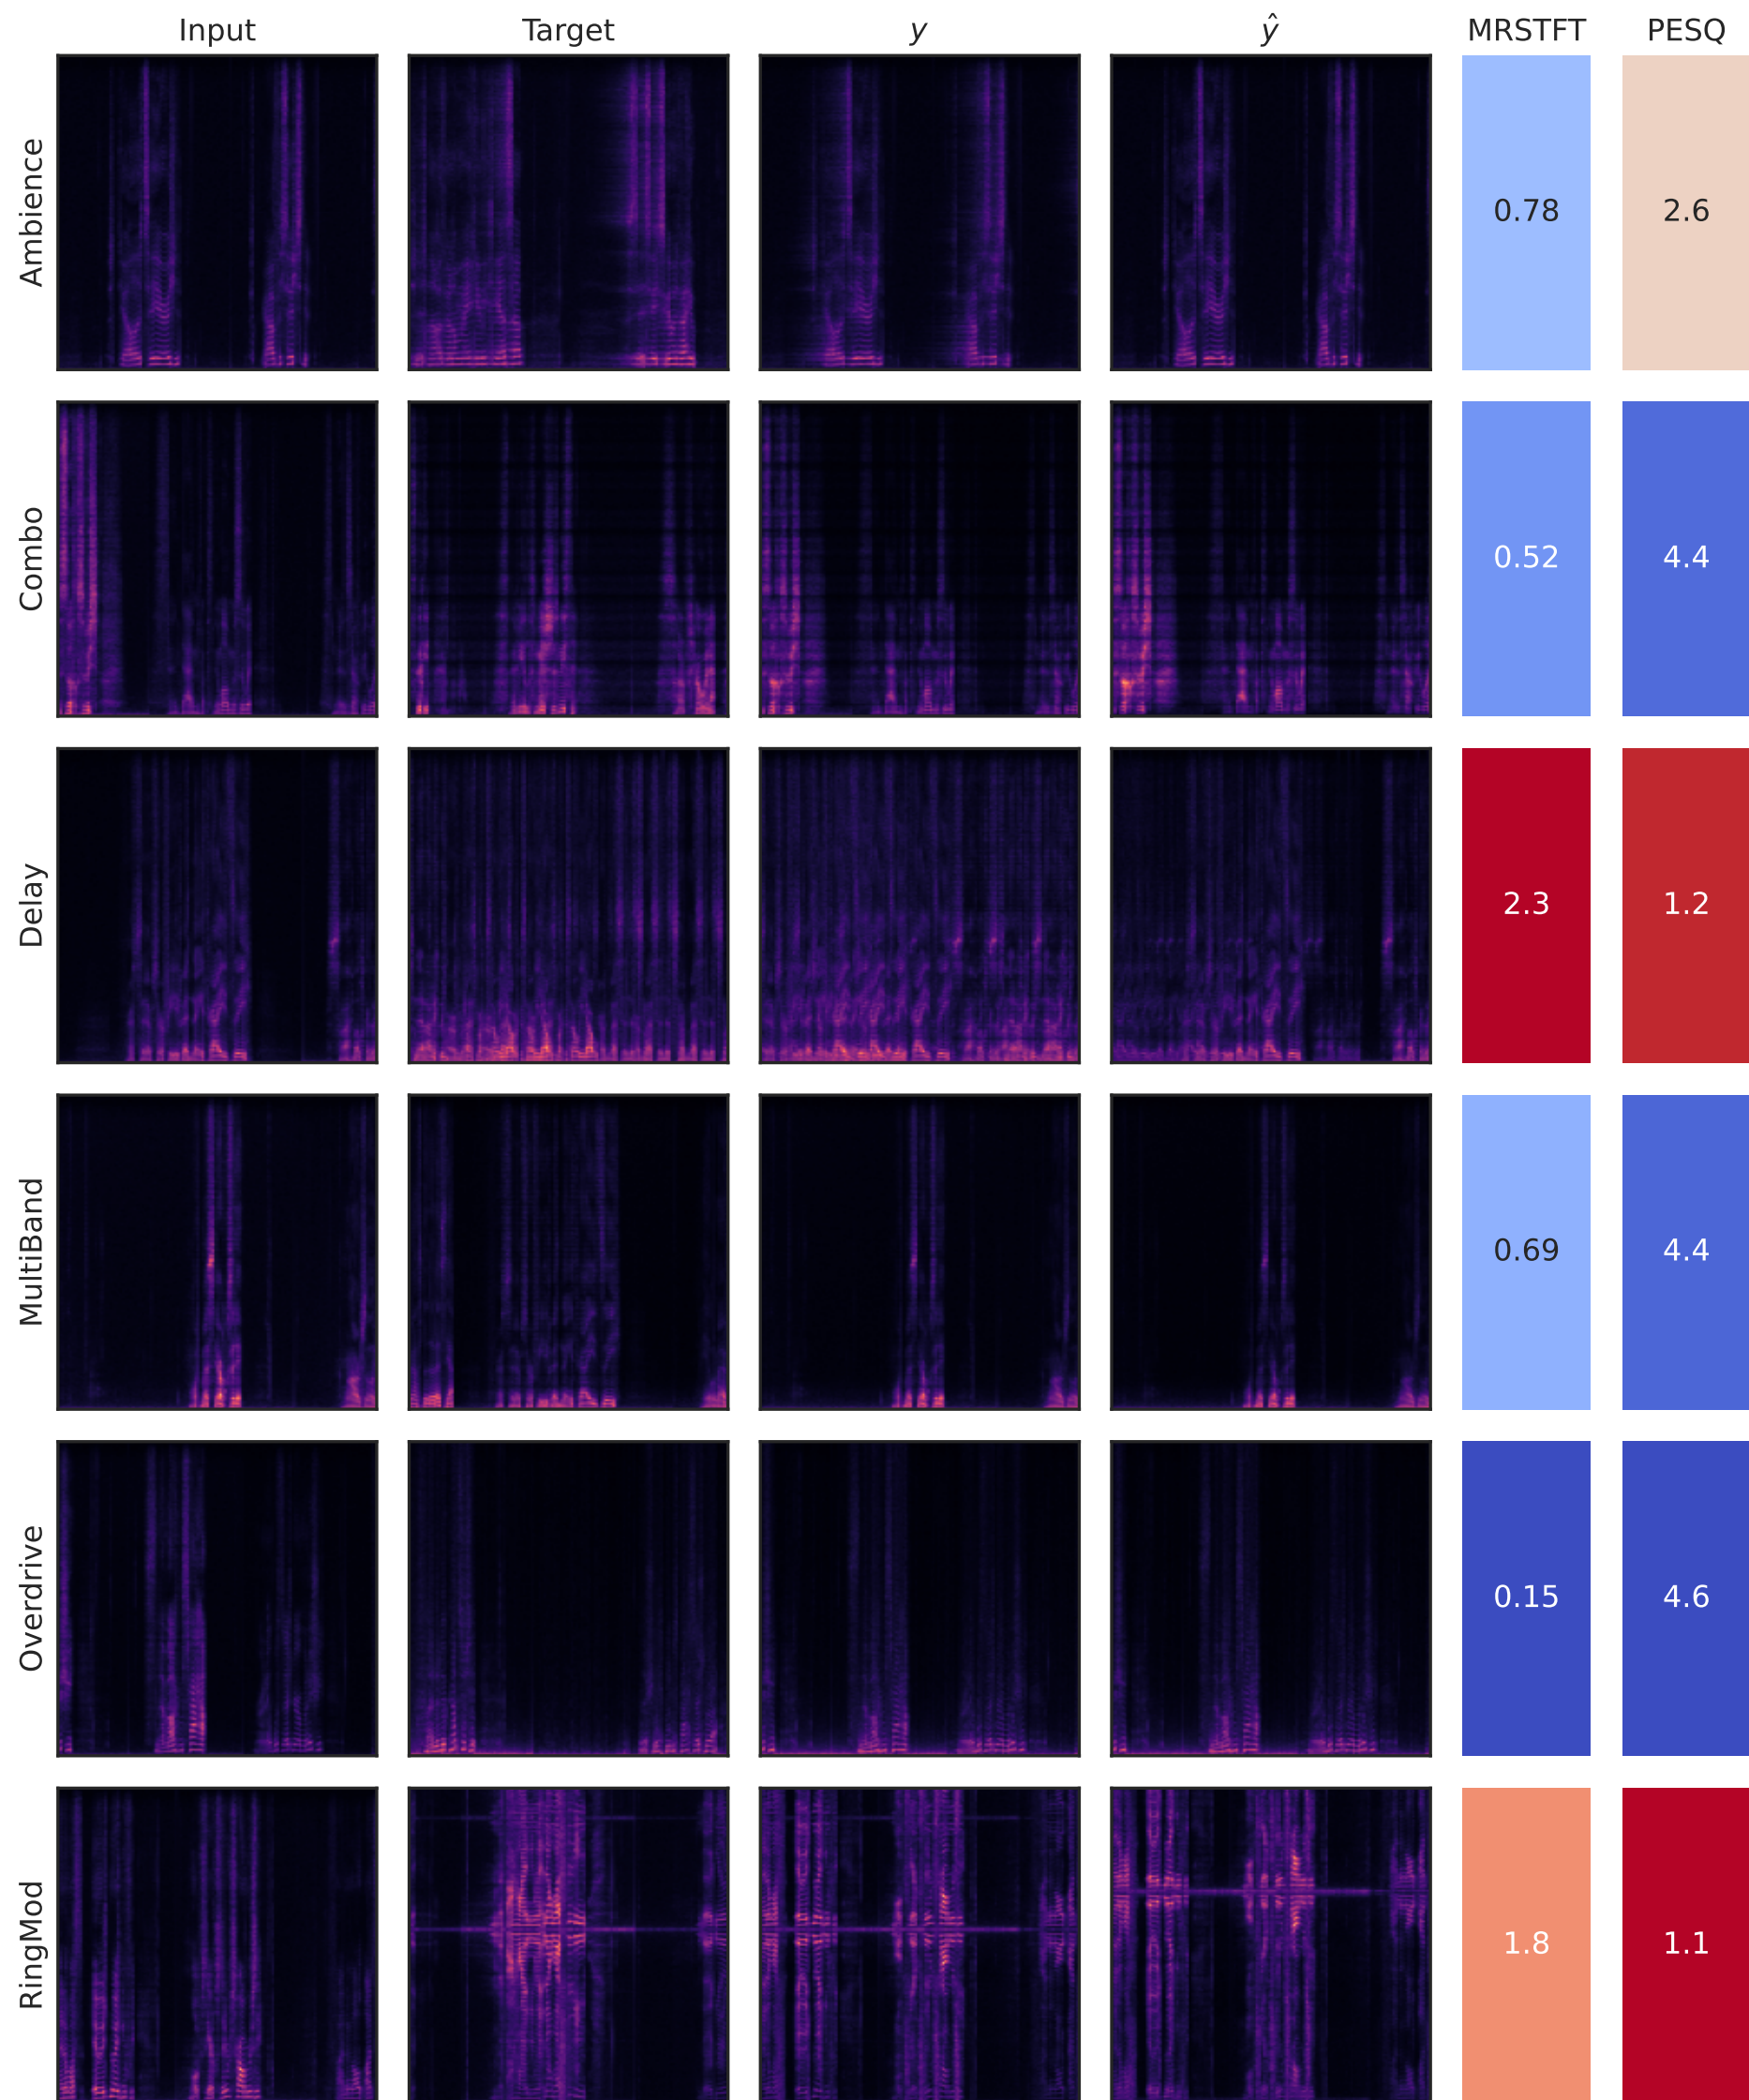 Input Target y ŷ MRSTFT PESQ
Ambience 0.78 2.6
Combo 0.52 4.4
Delay 2.3 1.2
MultiBand 0.69 4.4
Overdrive 0.15 4.6
RingMod 1.8 1.1